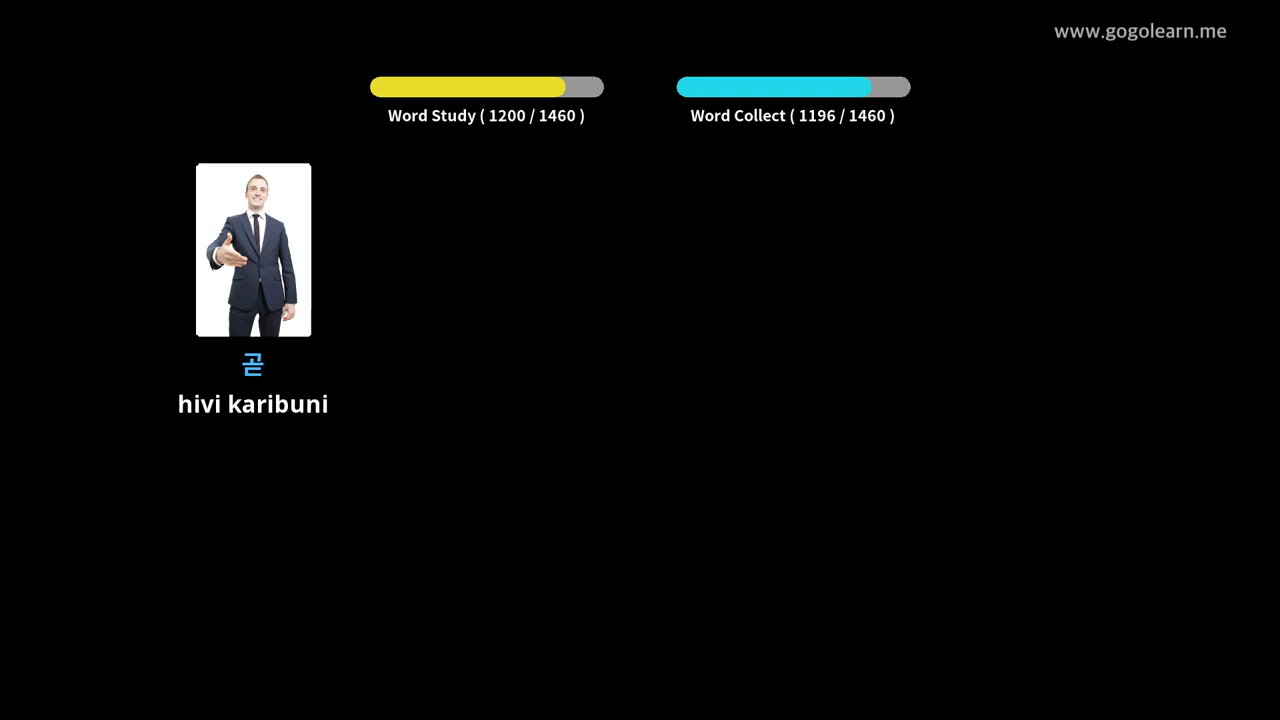 www.gogolearn.me
Word Study ( 1200 / 1460 )
Word Collect ( 1196 / 1460 )
곧
hivi karibuni